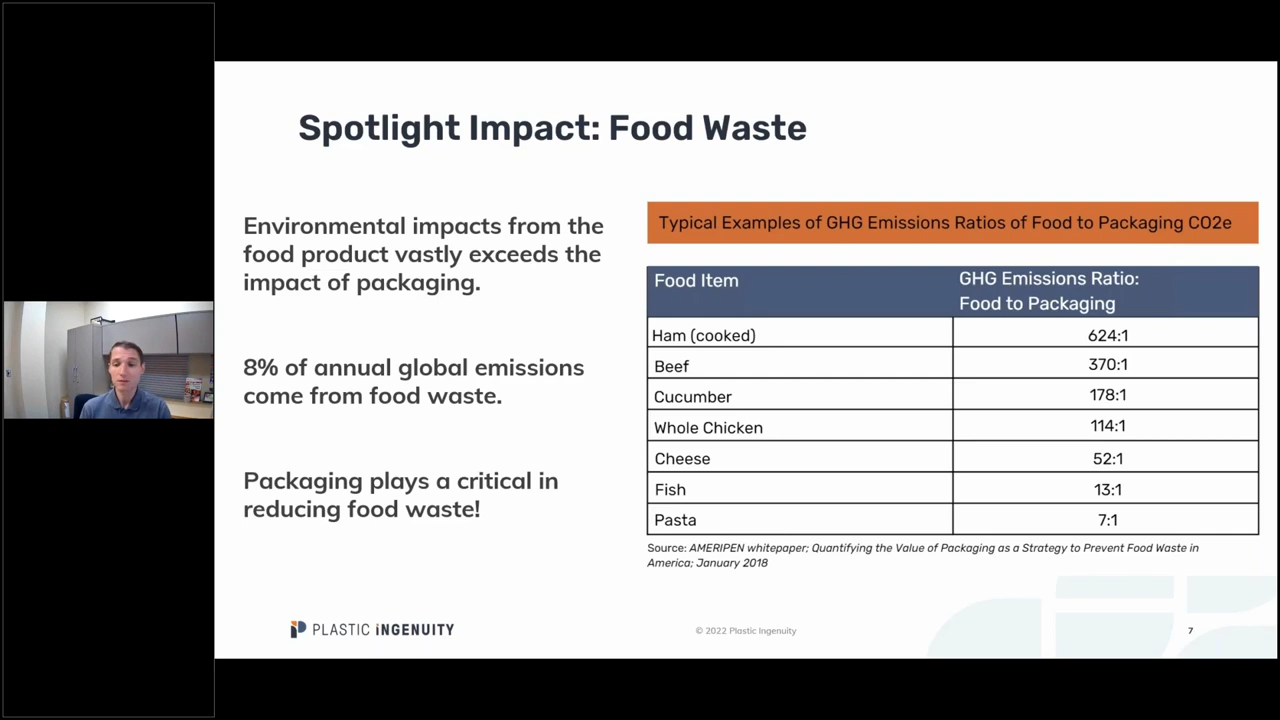 Spotlight Impact: Food Waste
Environmental impacts from the
food product vastly exceeds the
impact of packaging.
8% of annual global emissions
come from food waste.
Packaging plays a critical in
reducing food waste!
Typical Examples of GHG Emissions Ratios of Food to Packaging CO2e
Food Item
GHG Emissions Ratio:
Food to Packaging
Ham (cooked) 624:1
Beef 370:1
Cucumber 178:1
Whole Chicken 114:1
Cheese 52:1
Fish 13:1
Pasta 7:1
Source: AMERIPEN whitepaper; Quantifying the Value of Packaging as a Strategy to Prevent Food Waste in
America; January 2018
PLASTIC iNGENUITY
© 2022 Plastic Ingenuity
7